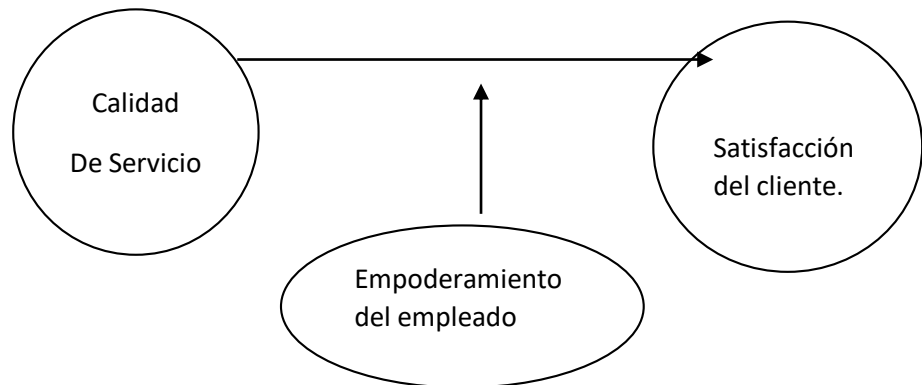 Calidad
De Servicio
Satisfacción
del cliente.
Empoderamiento
del empleado